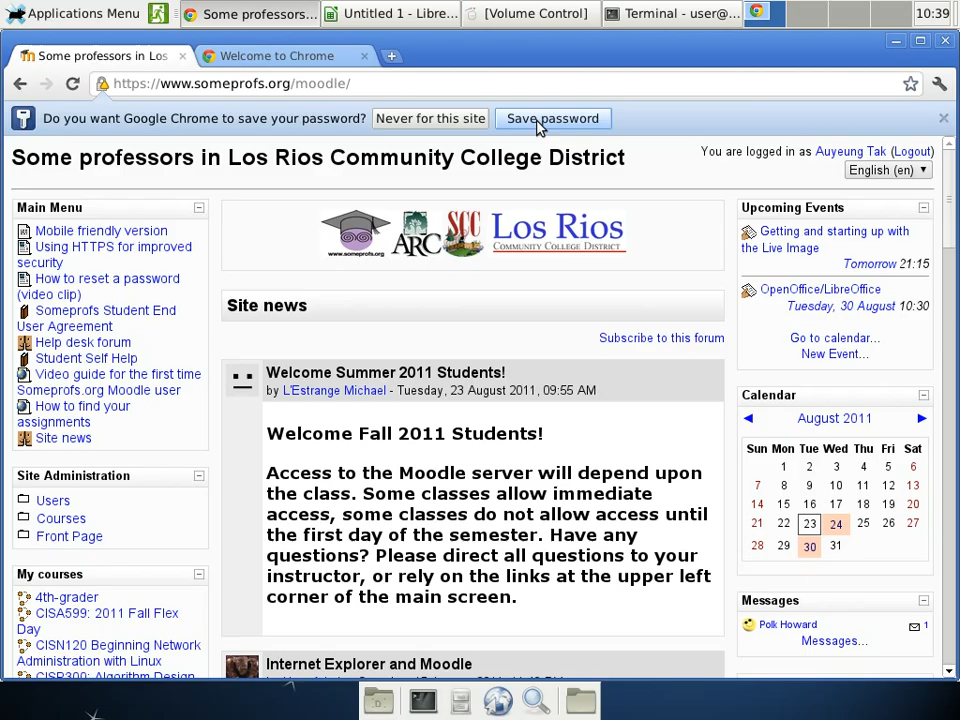 Applications Menu
Some professors...
Untitled 1 - Libre...
[Volume Control]
Terminal - user@...
10:39
Some professors in Los
Welcome to Chrome
https://www.someprofs.org/moodle/
Do you want Google Chrome to save your password?
Never for this site
Save password
Some professors in Los Rios Community College District
You are logged in as Auyeung Tak (Logout)
English (en)
Main Menu
Mobile friendly version
Using HTTPS for improved
security
How to reset a password
(video clip)
Someprofs Student End
User Agreement
Help desk forum
Student Self Help
Video guide for the first time
Someprofs.org Moodle user
How to find your
assignments
Site news
Site Administration
Users
Courses
Front Page
My courses
4th-grader
CISA599: 2011 Fall Flex
Day
CISN120 Beginning Network
Administration with Linux
CISP300: Algorithm Design
www.someprofs.org
ARC
SCC
Los Rios
COMMUNITY COLLEGE DISTRICT
Site news
Subscribe to this forum
Welcome Summer 2011 Students!
by L'Estrange Michael - Tuesday, 23 August 2011, 09:55 AM
Welcome Fall 2011 Students!
Access to the Moodle server will depend upon
the class. Some classes allow immediate
access, some classes do not allow access until
the first day of the semester. Have any
questions? Please direct all questions to your
instructor, or rely on the links at the upper left
corner of the main screen.
Internet Explorer and Moodle
Upcoming Events
Getting and starting up with
the Live Image
Tomorrow 21:15
OpenOffice/LibreOffice
Tuesday, 30 August 10:30
Go to calendar...
New Event...
Calendar
August 2011
Sun Mon Tue Wed Thu Fri Sat
1 2 3 4 5 6
7 8 9 10 11 12 13
14 15 16 17 18 19 20
21 22 23 24 25 26 27
28 29 30 31
Messages
Polk Howard
1
Messages...